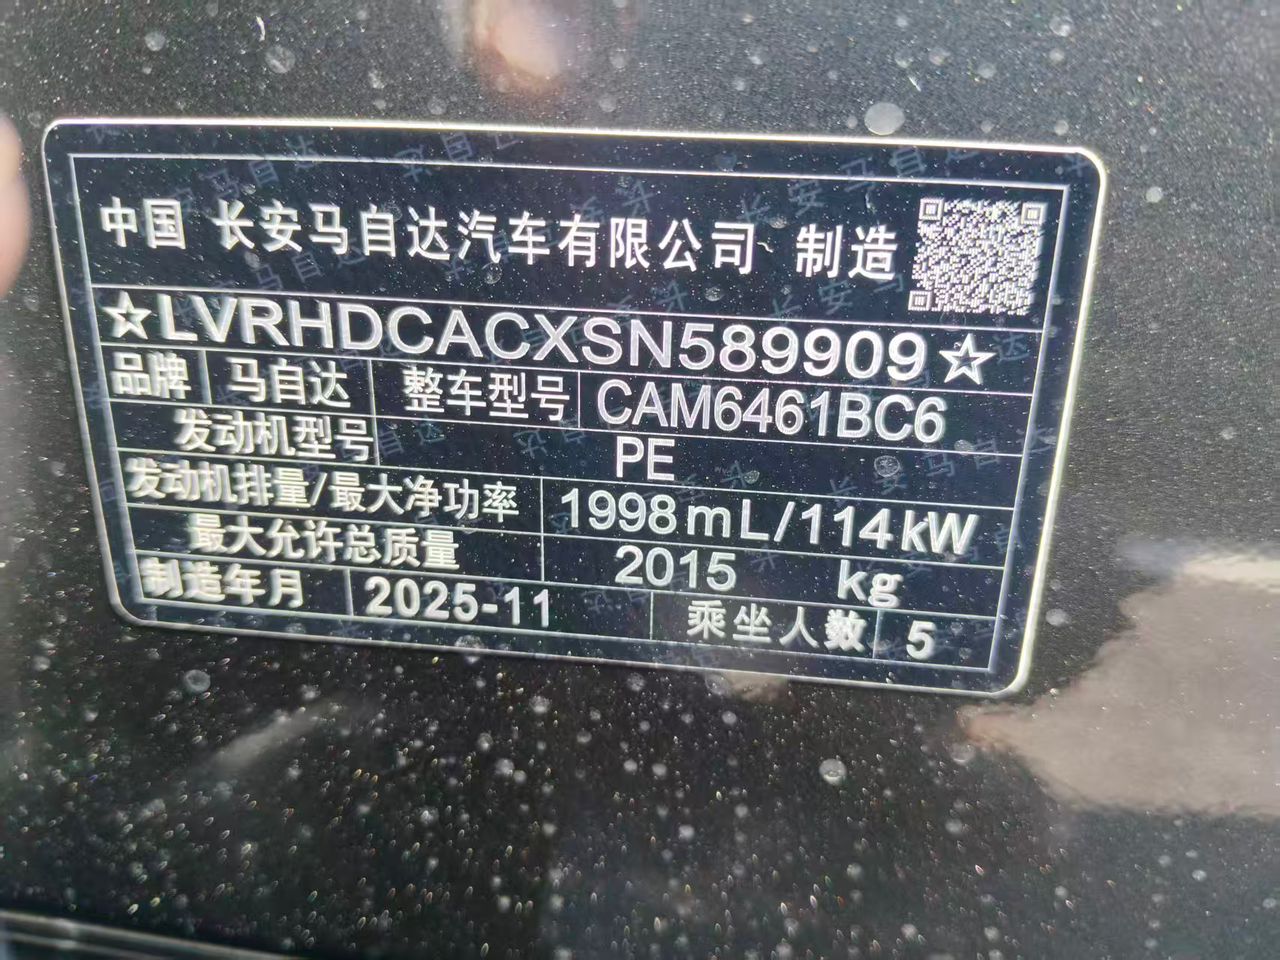 中国 长安马自达汽车有限公司 制造
☆LVRHDCACXSN589909☆
品牌 马自达 整车型号 CAM6461BC6
发动机型号 PE
发动机排量/最大净功率 1998mL/114kW
最大允许总质量 2015 kg
制造年月 2025-11 乘坐人数 5